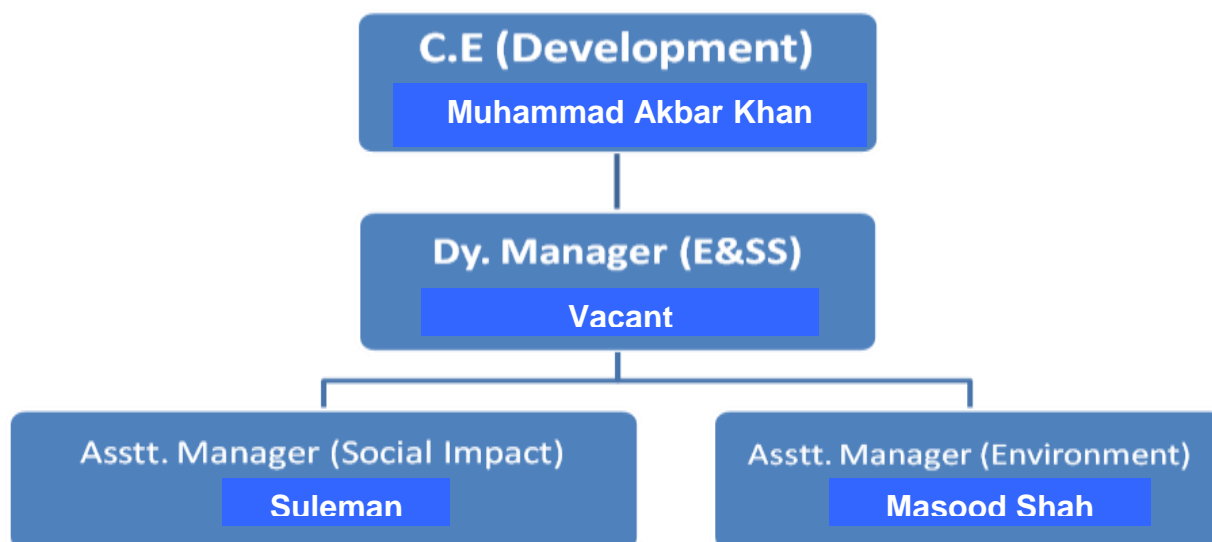 C.E (Development)
Muhammad Akbar Khan
Dy. Manager (E&SS)
Vacant
Asstt. Manager (Social Impact)
Suleman
Asstt. Manager (Environment)
Masood Shah